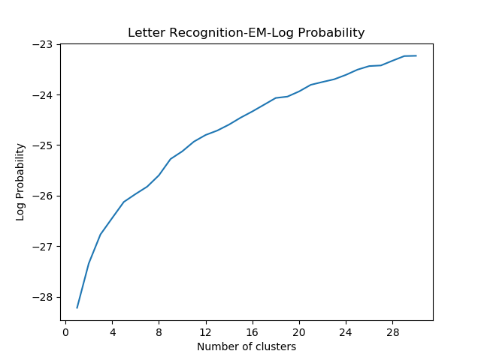 Letter Recognition-EM-Log Probability
−23
−24
−25
−26
−27
−28
Log Probability
0 4 8 12 16 20 24 28
Number of clusters